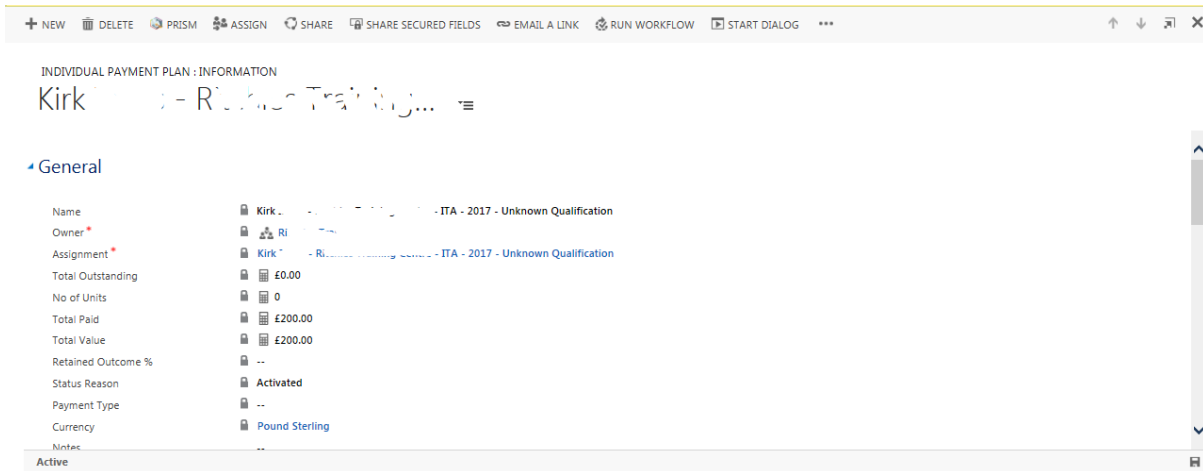 NEW DELETE PRISM ASSIGN SHARE SHARE SECURED FIELDS EMAIL A LINK RUN WORKFLOW START DIALOG •••
INDIVIDUAL PAYMENT PLAN : INFORMATION
Kirk - R...
General
Name Kirk - ITA - 2017 - Unknown Qualification
Owner* Ri
Assignment* Kirk - ITA - 2017 - Unknown Qualification
Total Outstanding £0.00
No of Units 0
Total Paid £200.00
Total Value £200.00
Retained Outcome % --
Status Reason Activated
Payment Type --
Currency Pound Sterling
Notes --
Active